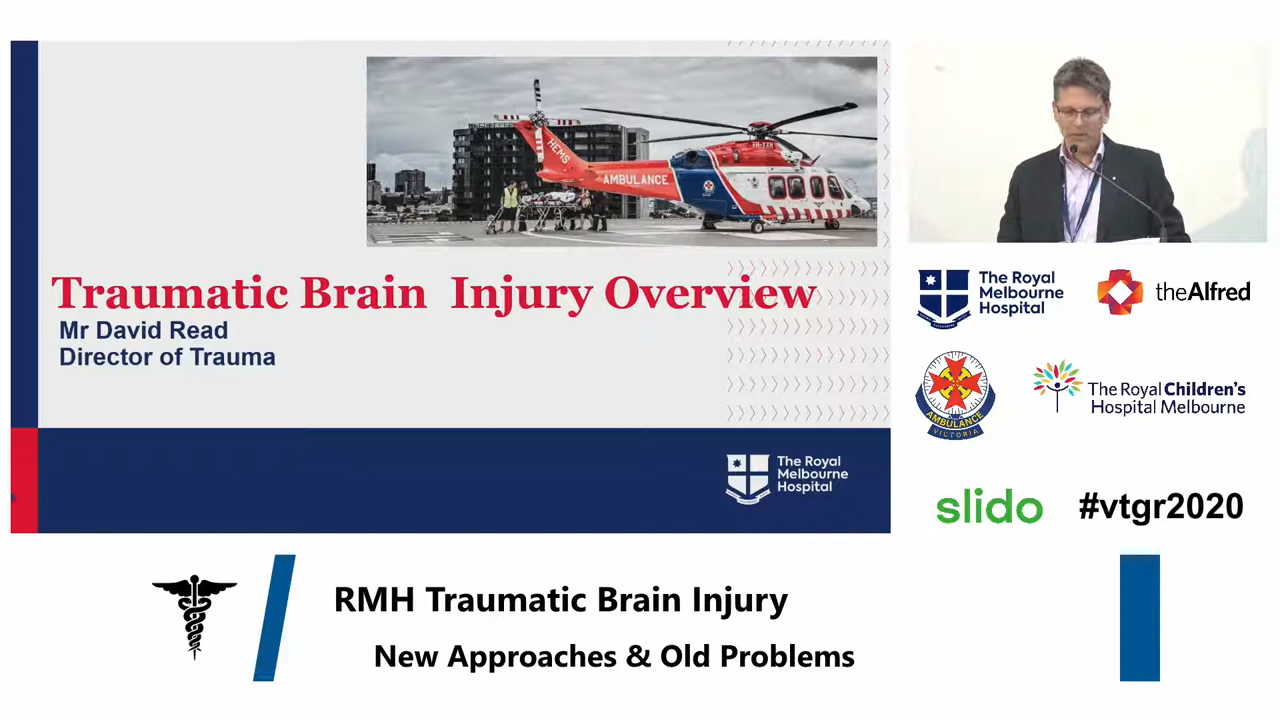 HEMS
AMBULANCE
Traumatic Brain  Injury Overview
Mr David Read
Director of Trauma
The Royal
Melbourne
Hospital
The Royal
Melbourne
Hospital
theAlfred
AMBULANCE
VICTORIA
The Royal Children's
Hospital Melbourne
slido
#vtgr2020
RMH Traumatic Brain Injury
New Approaches & Old Problems